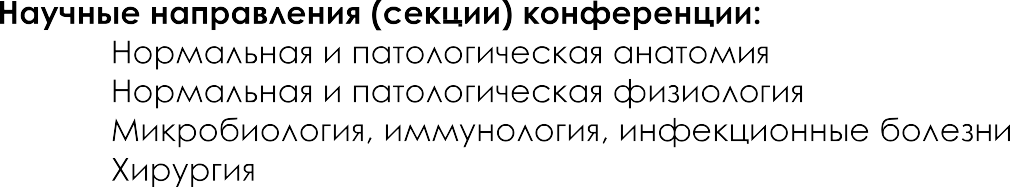 Научные направления (секции) конференции:
Нормальная и патологическая анатомия
Нормальная и патологическая физиология
Микробиология, иммунология, инфекционные болезни
Хирургия